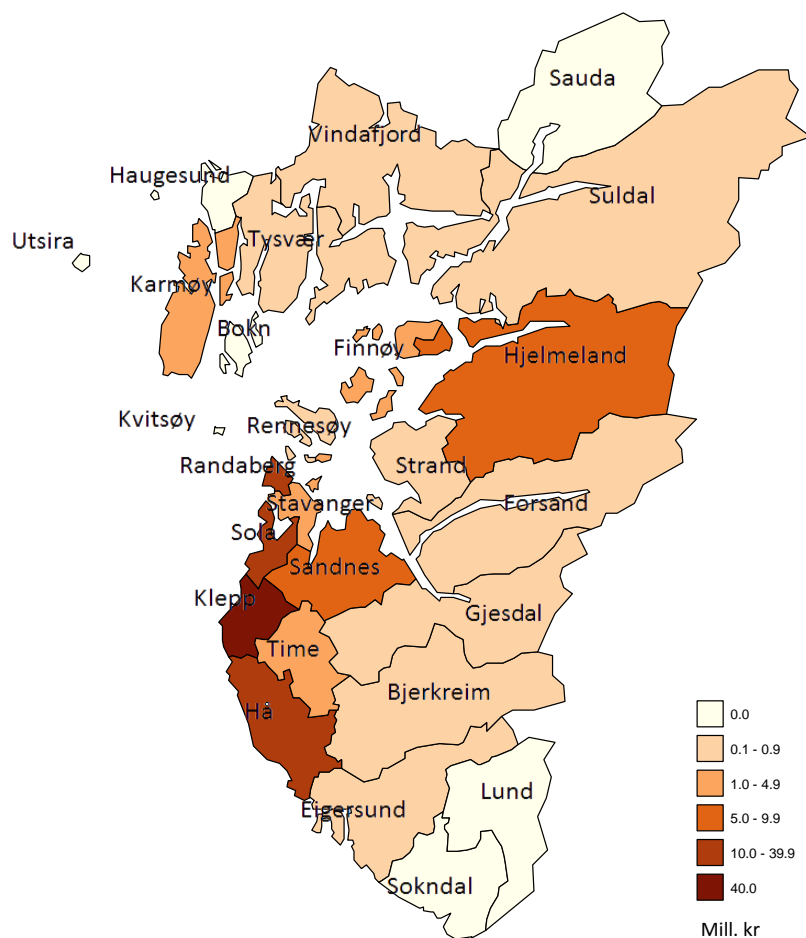 Sauda
Vindafjord
Haugesund
Suldal
Utsira
Tysvær
Karmøy
Bokn
Finnøy
Hjelmeland
Kvitsøy
Rennesøy
Randaberg
Strand
Stavanger
Forsand
Sola
Sandnes
Klepp
Gjesdal
Time
Bjerkreim
Hå
Lund
Eigersund
Sokndal
0.0
0.1 - 0.9
1.0 - 4.9
5.0 - 9.9
10.0 - 39.9
40.0
Mill. kr